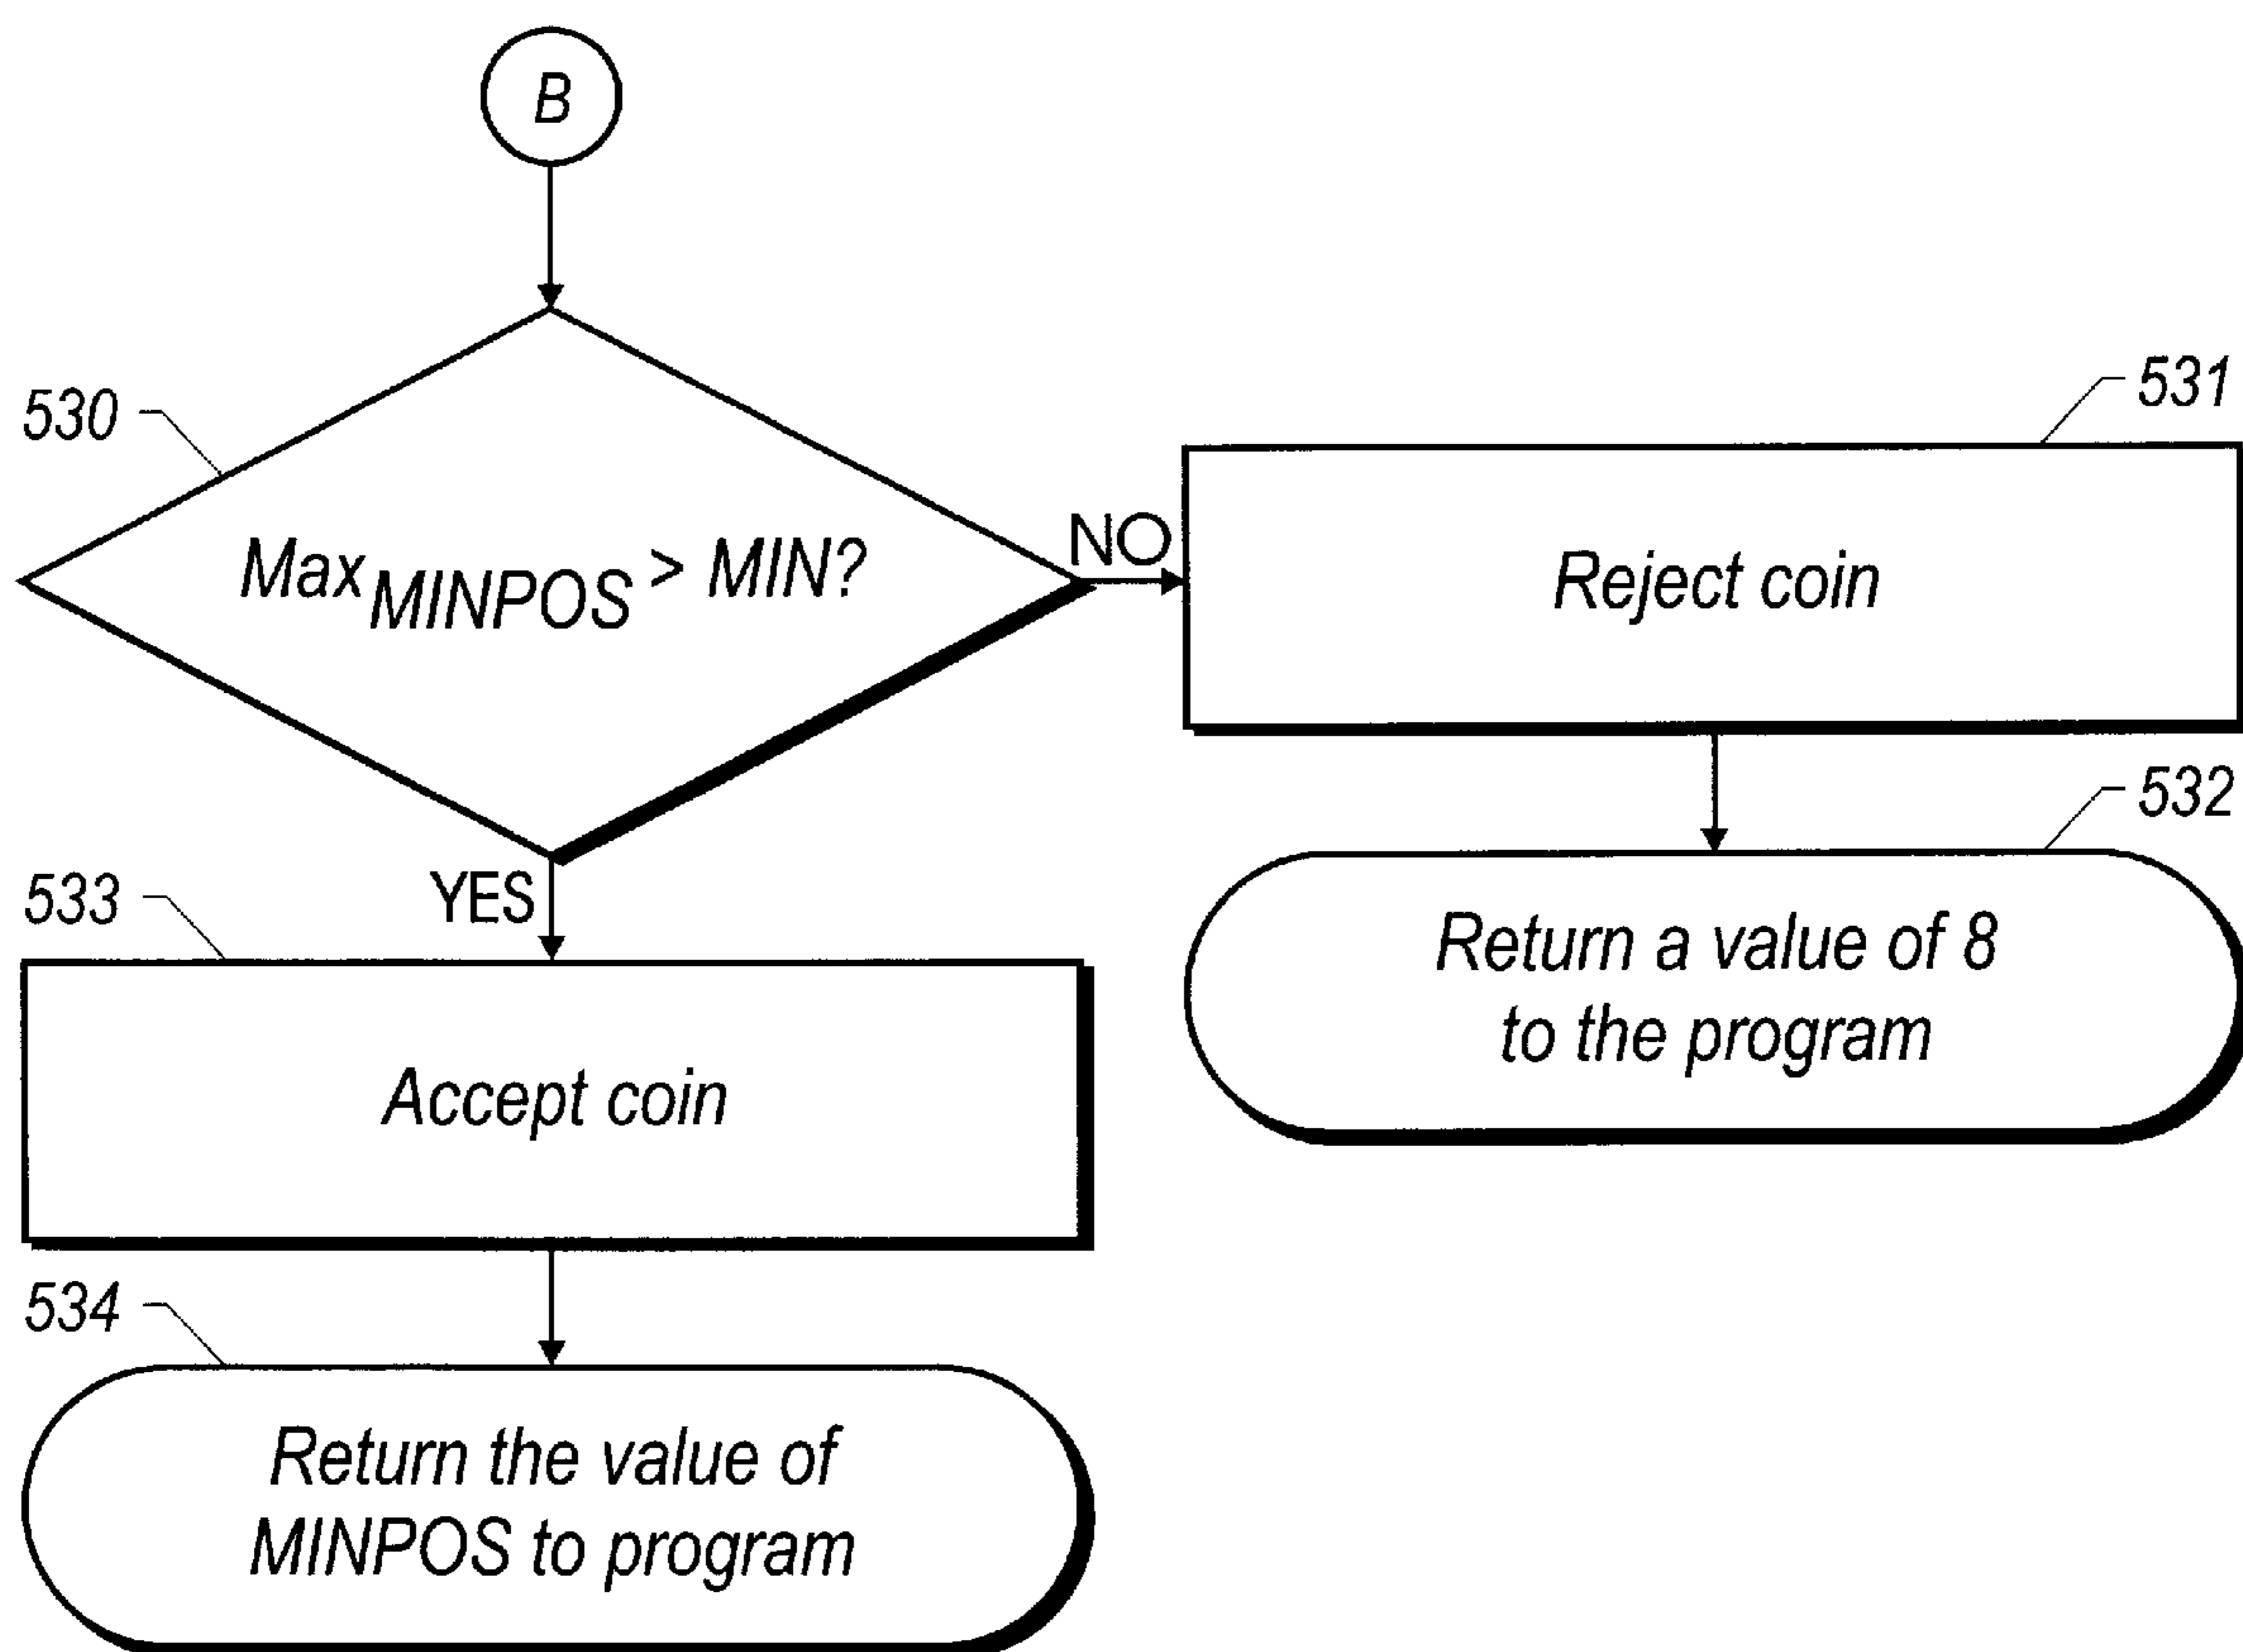 B
530
Max MINPOS > MIN?
NO
531
Reject coin
532
Return a value of 8
to the program
YES
533
Accept coin
534
Return the value of
MINPOS to program